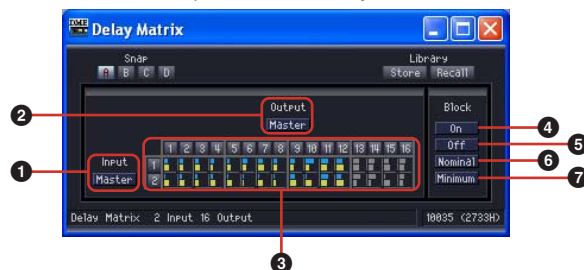 DME Delay Matrix
Snap
Library
A B C D
Store Recall
Output
Master
Block
On
Off
Nominal
Minimum
Input
Master
1 2 3 4 5 6 7 8 9 10 11 12 13 14 15 16
1
2
Delay Matrix 2 Input 16 Output
10035 (2733H)
1
2
3
4
5
6
7